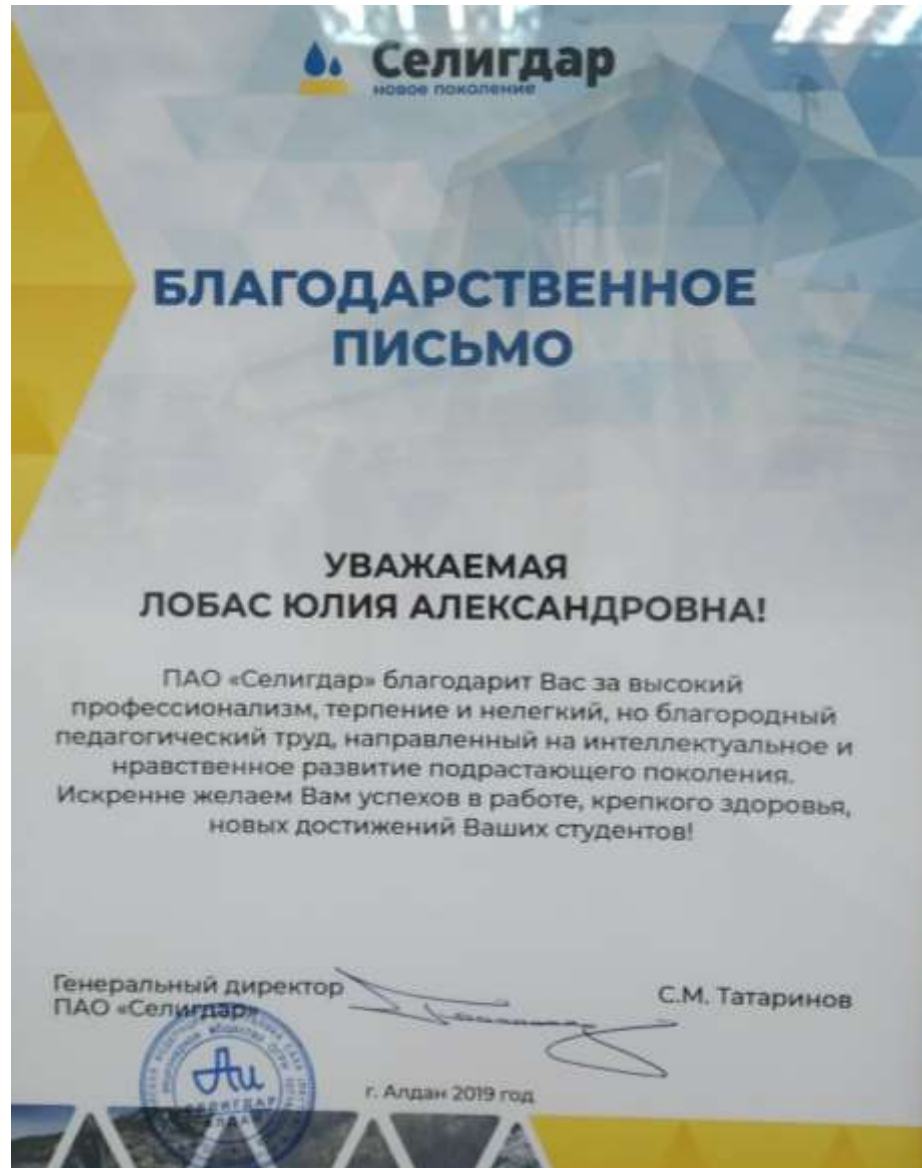 Селигдар
новое поколение
БЛАГОДАРСТВЕННОЕ
ПИСЬМО
УВАЖАЕМАЯ
ЛОБАС ЮЛИЯ АЛЕКСАНДРОВНА!
ПАО «Селигдар» благодарит Вас за высокий
профессионализм, терпение и нелегкий, но благородный
педагогический труд, направленный на интеллектуальное и
нравственное развитие подрастающего поколения.
Искренне желаем Вам успехов в работе, крепкого здоровья,
новых достижений Ваших студентов!
Генеральный директор
ПАО «Селигдар»
С.М. Татаринов
СЕЛИГДАР
АЛДАН
г. Алдан 2019 год